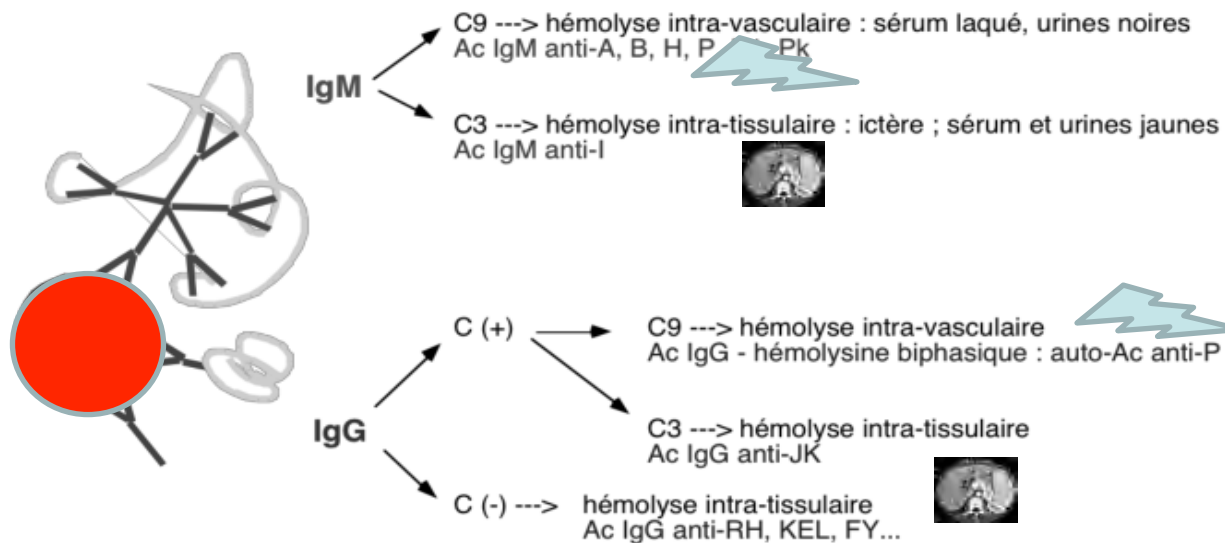 IgM
C9 ---> hémolyse intra-vasculaire : sérum laqué, urines noires
Ac IgM anti-A, B, H, P Pk
C3 ---> hémolyse intra-tissulaire : ictère ; sérum et urines jaunes
Ac IgM anti-I
IgG
C (+)
C9 ---> hémolyse intra-vasculaire
Ac IgG - hémolysine biphasique : auto-Ac anti-P
C3 ---> hémolyse intra-tissulaire
Ac IgG anti-JK
C (-) ---> hémolyse intra-tissulaire
Ac IgG anti-RH, KEL, FY...